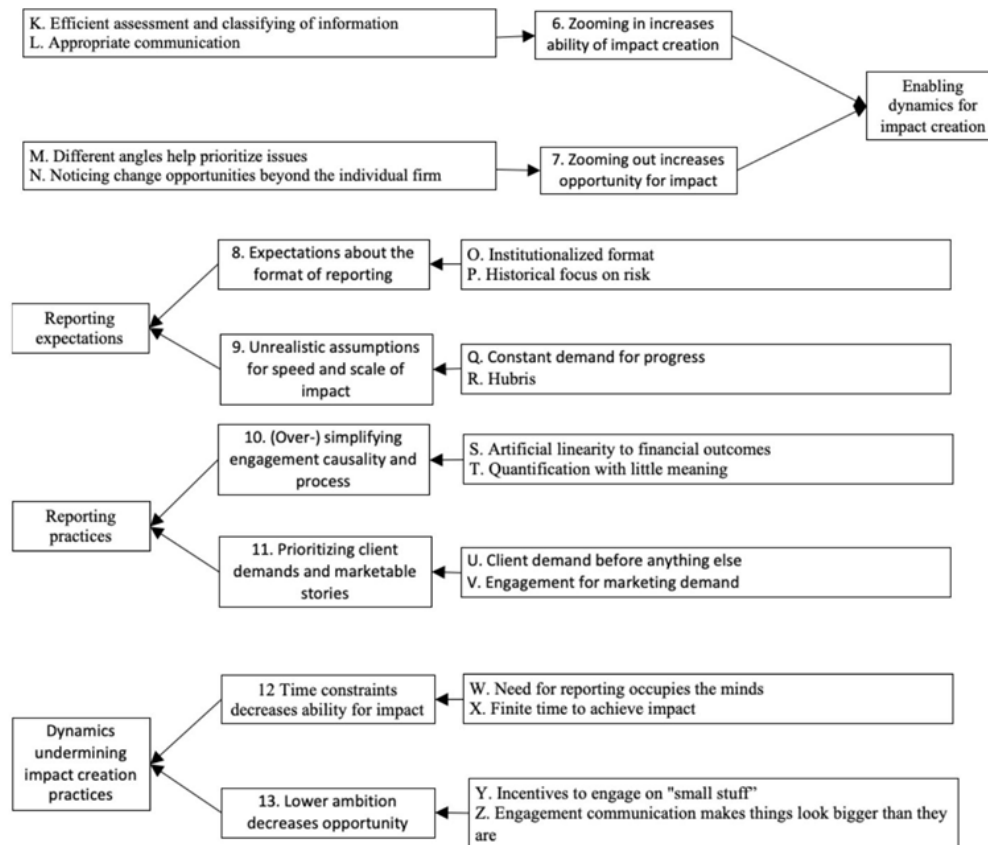 K. Efficient assessment and classifying of information
L. Appropriate communication
6. Zooming in increases
ability of impact creation
Enabling
dynamics for
impact creation
M. Different angles help prioritize issues
N. Noticing change opportunities beyond the individual firm
7. Zooming out increases
opportunity for impact
Reporting
expectations
8. Expectations about the
format of reporting
O. Institutionalized format
P. Historical focus on risk
9. Unrealistic assumptions
for speed and scale of
impact
Q. Constant demand for progress
R. Hubris
Reporting
practices
10. (Over-) simplifying
engagement causality and
process
S. Artificial linearity to financial outcomes
T. Quantification with little meaning
11. Prioritizing client
demands and marketable
stories
U. Client demand before anything else
V. Engagement for marketing demand
Dynamics
undermining
impact creation
practices
12 Time constraints
decreases ability for impact
W. Need for reporting occupies the minds
X. Finite time to achieve impact
13. Lower ambition
decreases opportunity
Y. Incentives to engage on "small stuff”
Z. Engagement communication makes things look bigger than they
are